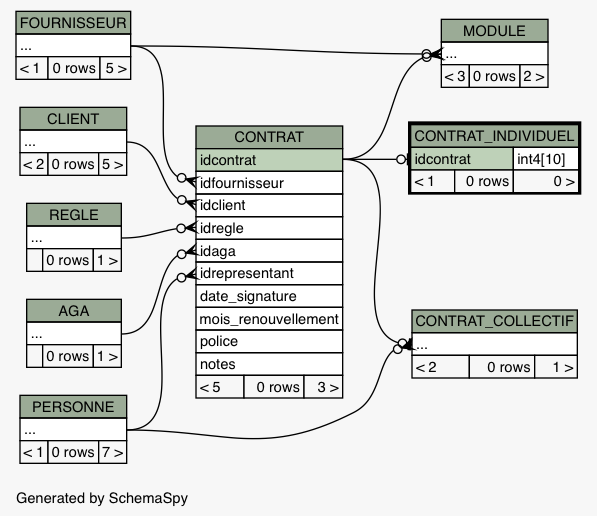 FOURNISSEUR
...
< 1 0 rows 5 >
MODULE
...
< 3 0 rows 2 >
CLIENT
...
< 2 0 rows 5 >
CONTRAT
idcontrat
idfournisseur
idclient
idregle
idaga
idrepresentant
date_signature
mois_renouvellement
police
notes
< 5 0 rows 3 >
CONTRAT_INDIVIDUEL
idcontrat int4[10]
< 1 0 rows 0 >
REGLE
...
0 rows 1 >
AGA
...
0 rows 1 >
CONTRAT_COLLECTIF
...
< 2 0 rows 1 >
PERSONNE
...
< 1 0 rows 7 >
Generated by SchemaSpy